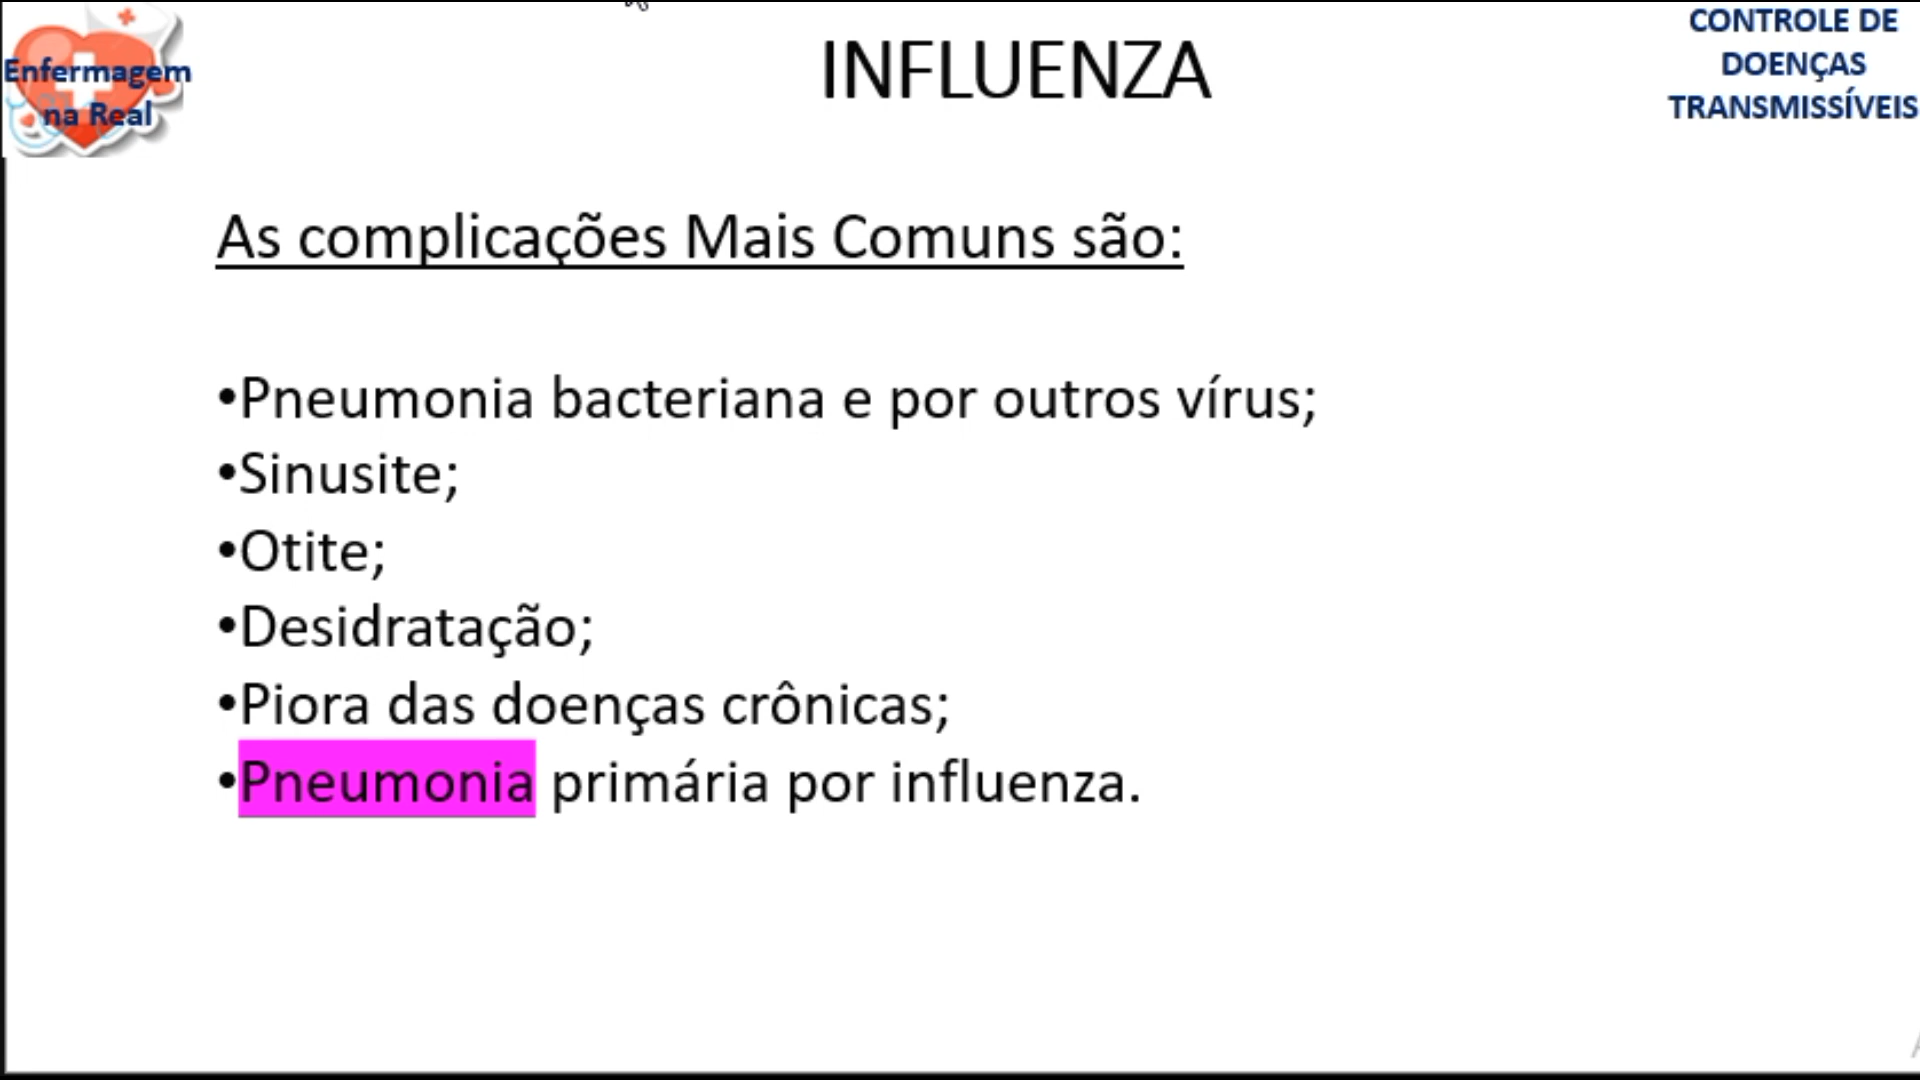 Enfermagem
na Real
INFLUENZA
CONTROLE DE
DOENÇAS
TRANSMISSÍVEIS
As complicações Mais Comuns são:
•Pneumonia bacteriana e por outros vírus;
•Sinusite;
•Otite;
•Desidratação;
•Piora das doenças crônicas;
•Pneumonia primária por influenza.